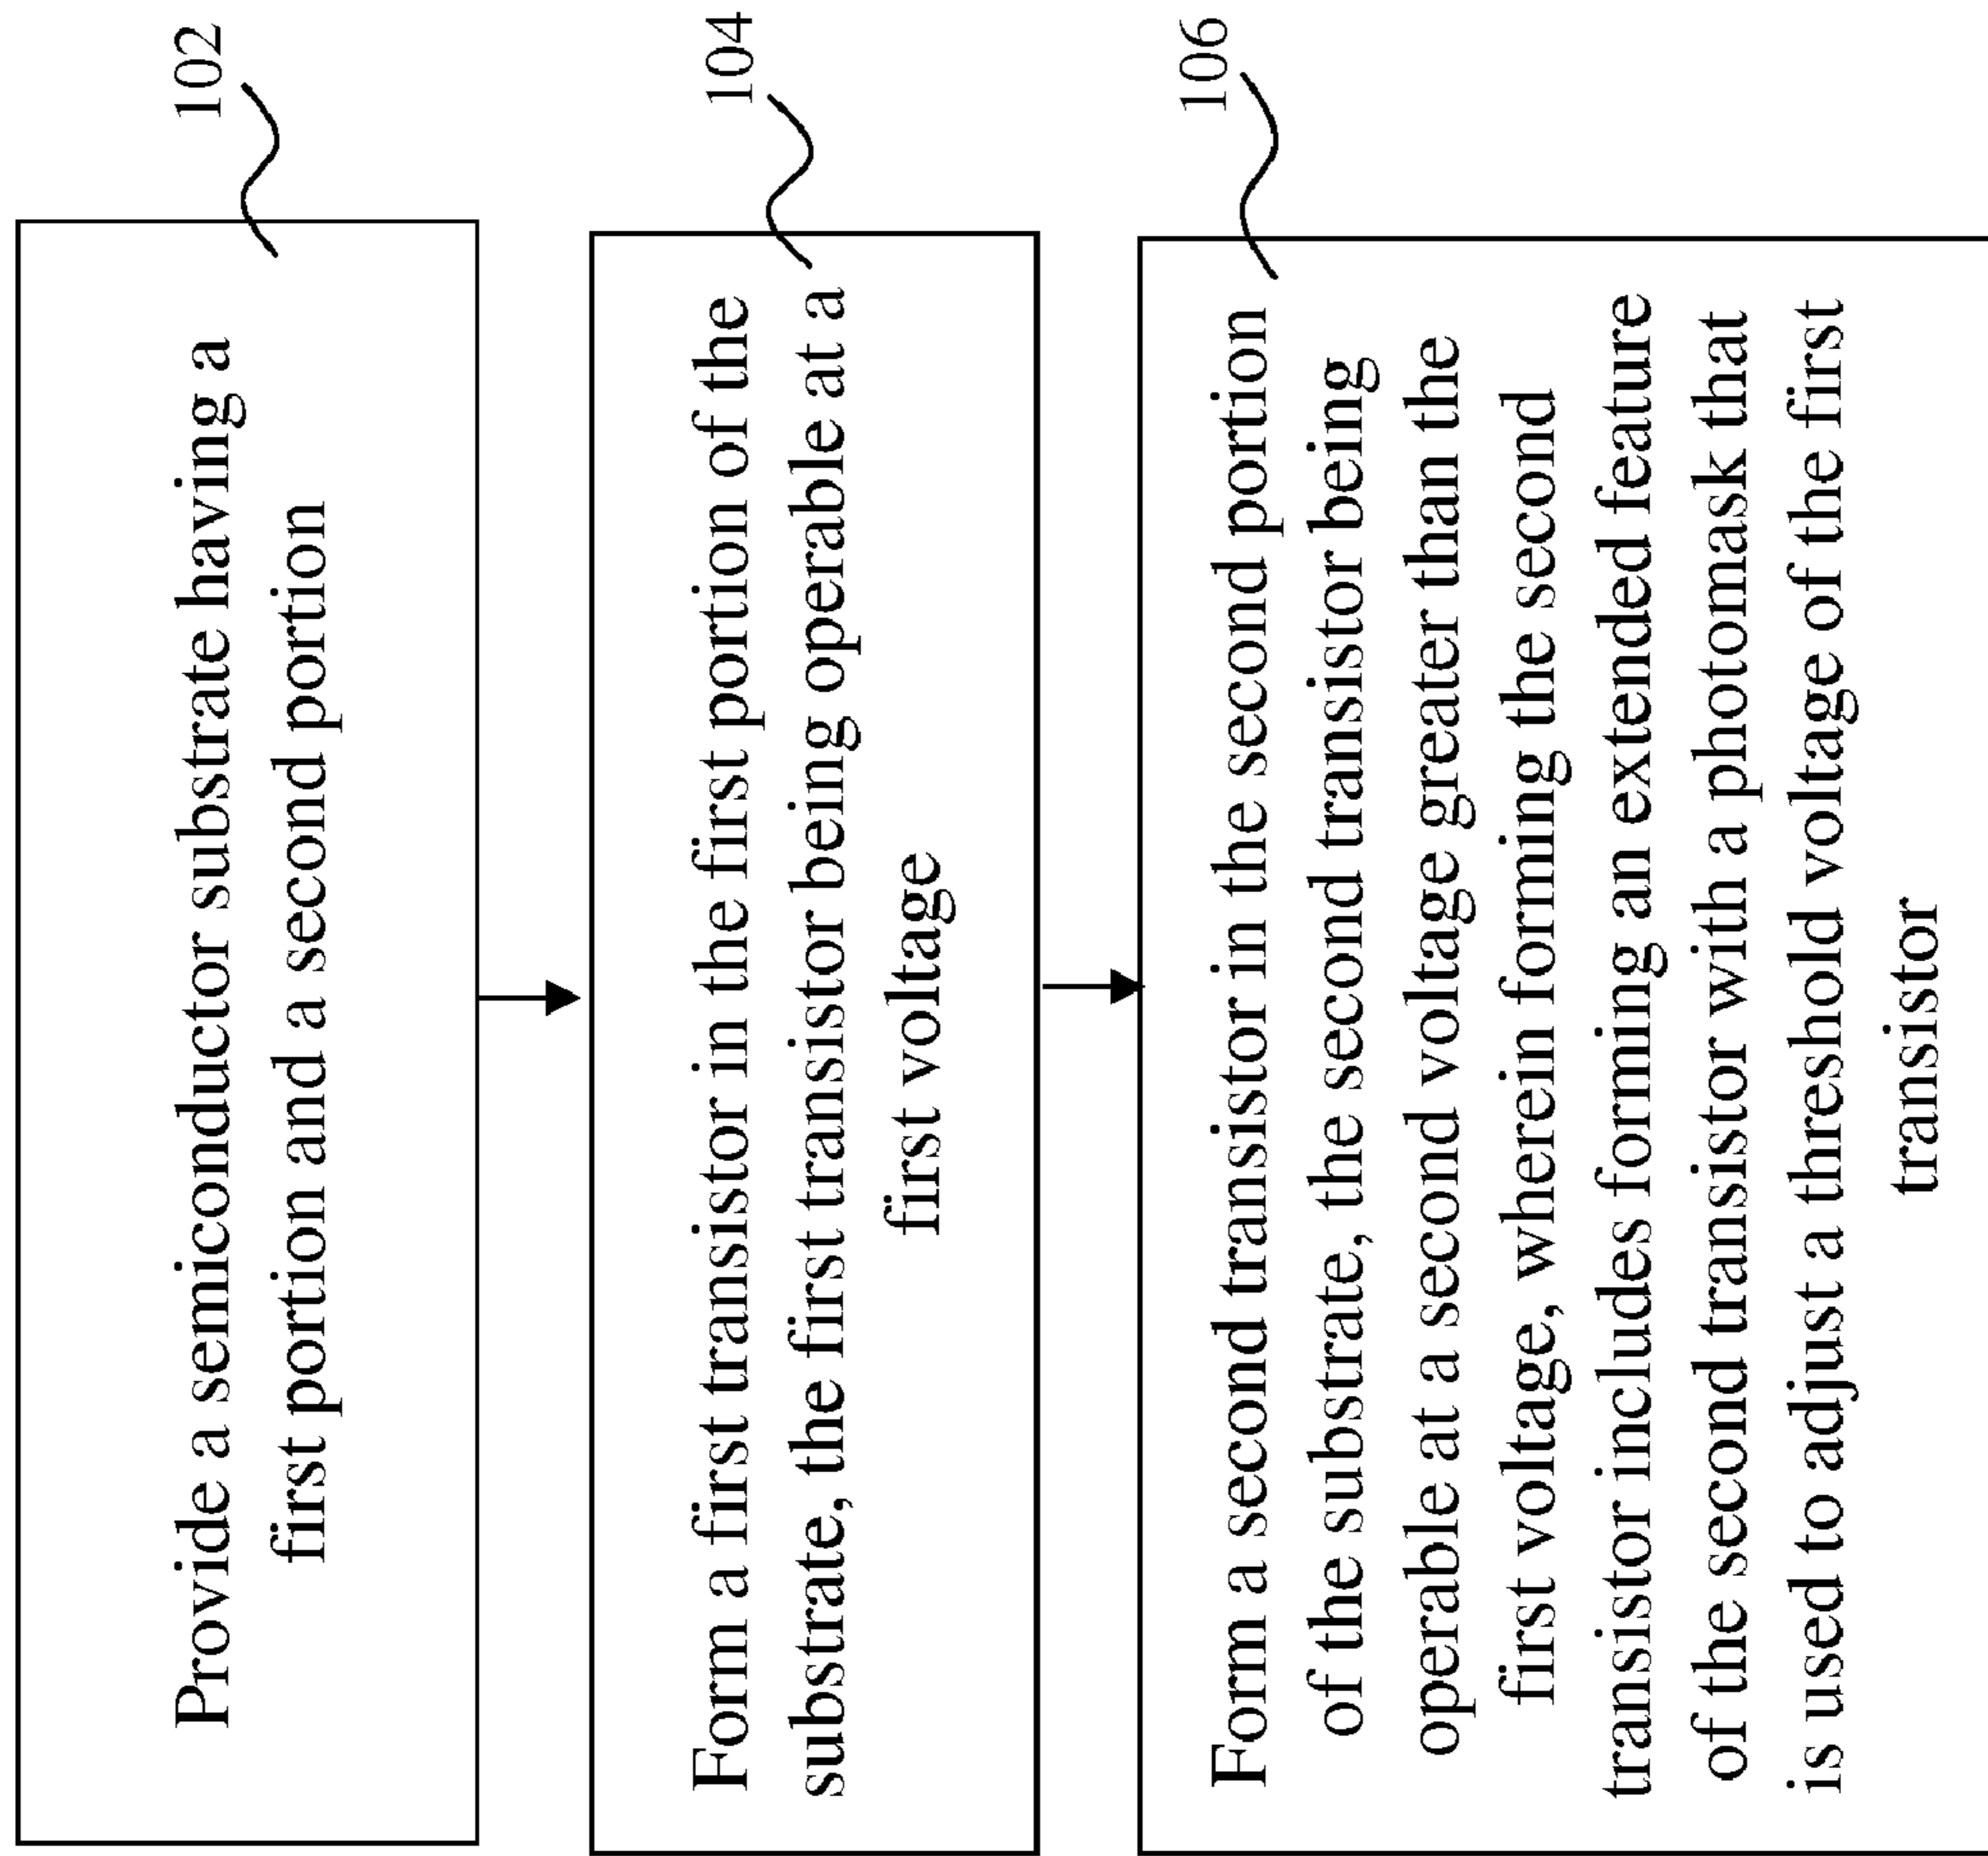 102
Provide a semiconductor substrate having a
first portion and a second portion
104
Form a first transistor in the first portion of the
substrate, the first transistor being operable at a
first voltage
106
Form a second transistor in the second portion
of the substrate, the second transistor being
operable at a second voltage greater than the
first voltage, wherein forming the second
transistor includes forming an extended feature
of the second transistor with a photomask that
is used to adjust a threshold voltage of the first
transistor